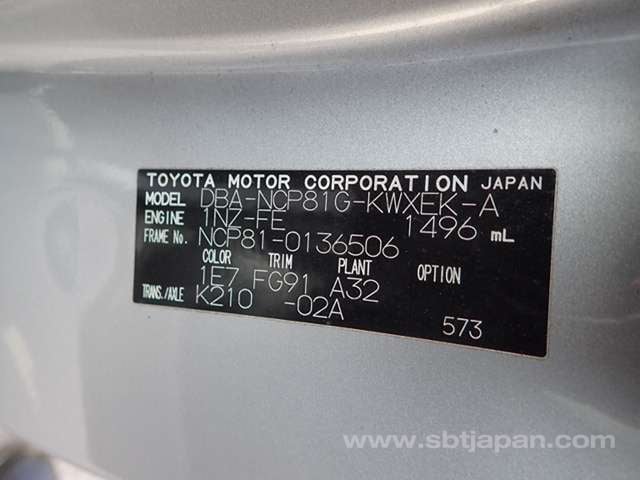 TOYOTA MOTOR CORPORATION JAPAN
MODEL DBA-NCP81G-KWXEK-A
ENGINE 1NZ-FE 1496 mL
FRAME No. NCP81-0136506
COLOR TRIM PLANT OPTION
1E7 FG91 A32
TRANS./AXLE K210 -02A
573
www.sbtjapan.com